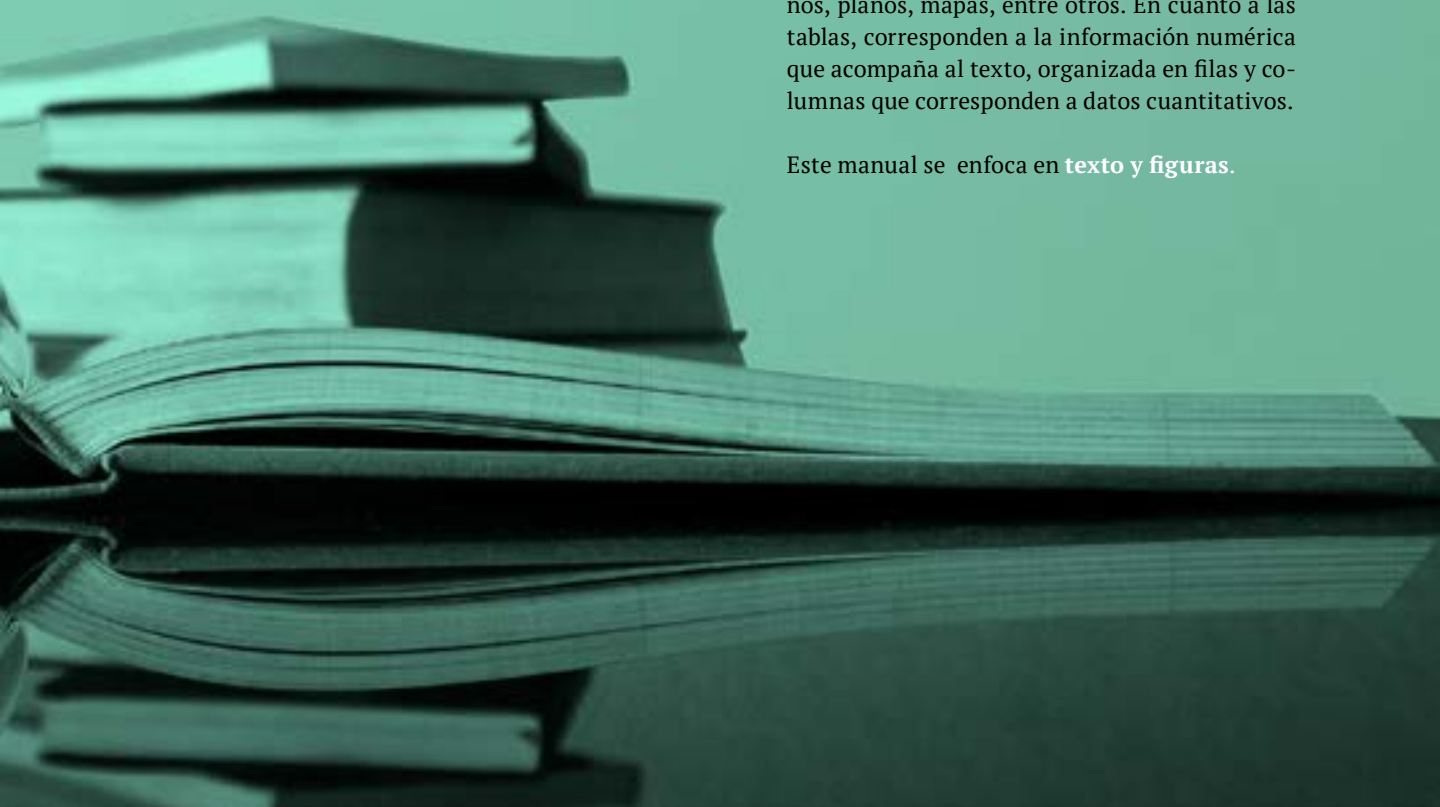 nos, planos, mapas, entre otros. En cuanto a las
tablas, corresponden a la información numérica
que acompaña al texto, organizada en filas y co-
lumnas que corresponden a datos cuantitativos.
Este manual se  enfoca en texto y figuras.